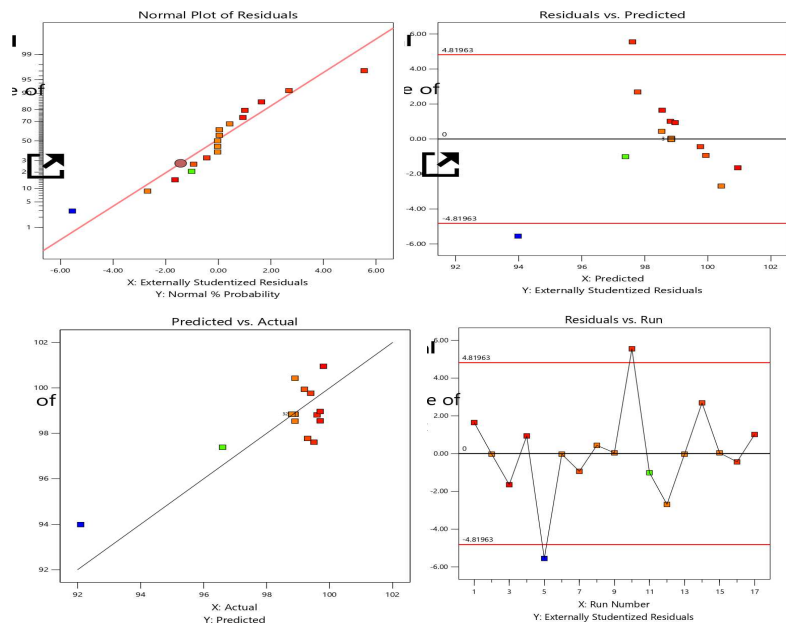 Normal Plot of Residuals
of
99
95
80
70
50
10
5
1
-6.00 -4.00 -2.00 0.00 2.00 4.00 6.00
X: Externally Studentized Residuals
Y: Normal % Probability
Residuals vs. Predicted
e of
6.00
4.81963
4.00
2.00
0
0.00
-2.00
-4.00
-4.81963
-6.00
92 94 96 98 100 102
X: Predicted
Y: Externally Studentized Residuals
Predicted vs. Actual
of
102
100
98
96
94
92
5
92 94 96 98 100 102
X: Actual
Y: Predicted
Residuals vs. Run
e of
6.00
4.81963
4.00
2.00
0
0.00
-2.00
-4.00
-4.81963
-6.00
1 3 5 7 9 11 13 15 17
X: Run Number
Y: Externally Studentized Residuals